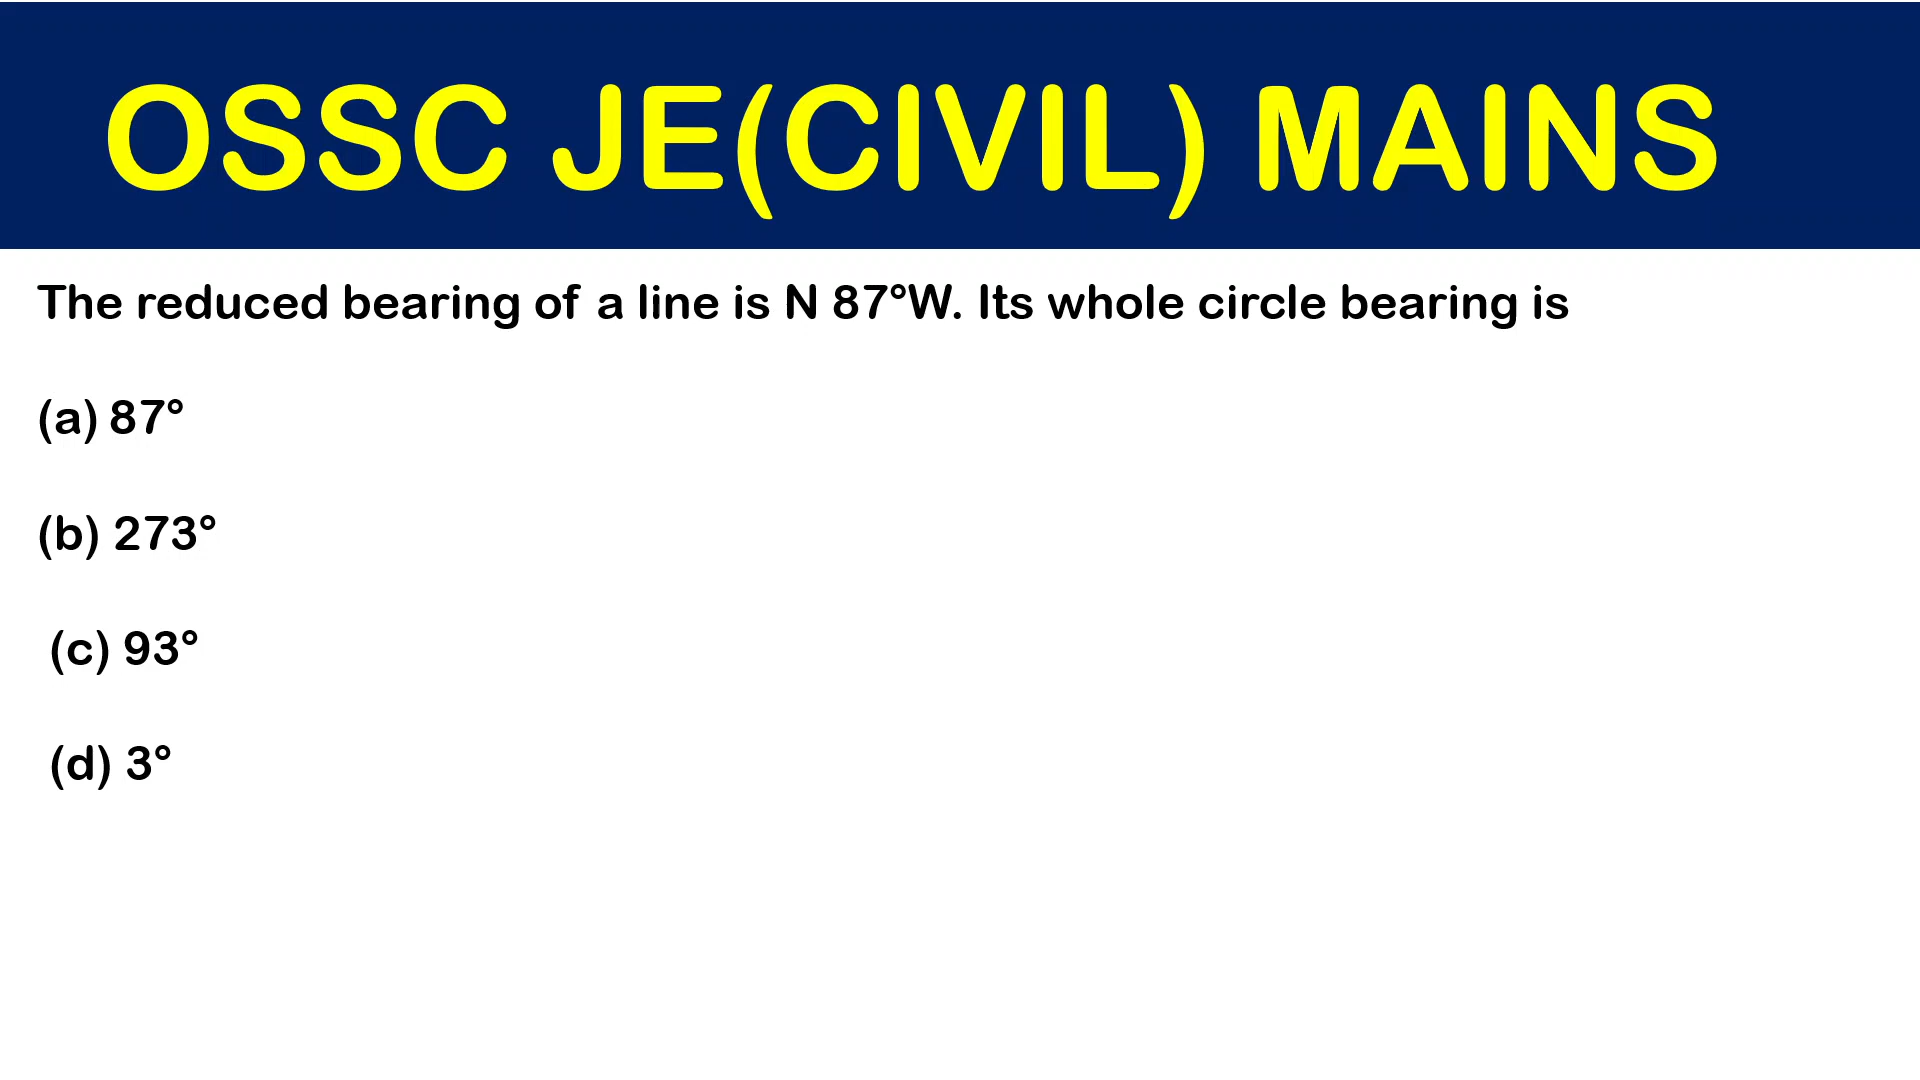 OSSC JE(CIVIL) MAINS
The reduced bearing of a line is N 87°W. Its whole circle bearing is
(a) 87°
(b) 273°
(c) 93°
(d) 3°